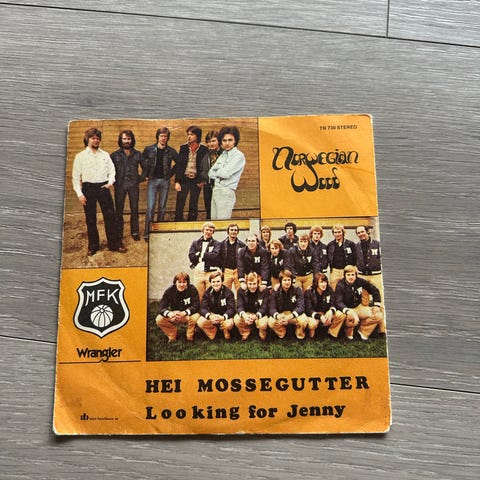 TN 730 STEREO
Norwegian
Wood
MFK
Wrangler
HEI MOSSEGUTTER
Looking for Jenny